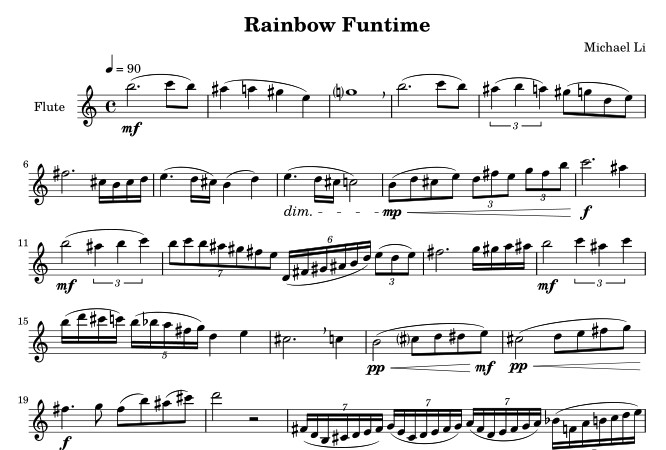 Rainbow Funtime
Michael Li
♩ = 90
Flute
mf
3
6
3
3
dim.
mp
f
11
3
7
6
3
3
mf
mf
15
5
pp
mf
pp
19
7
7
7
f